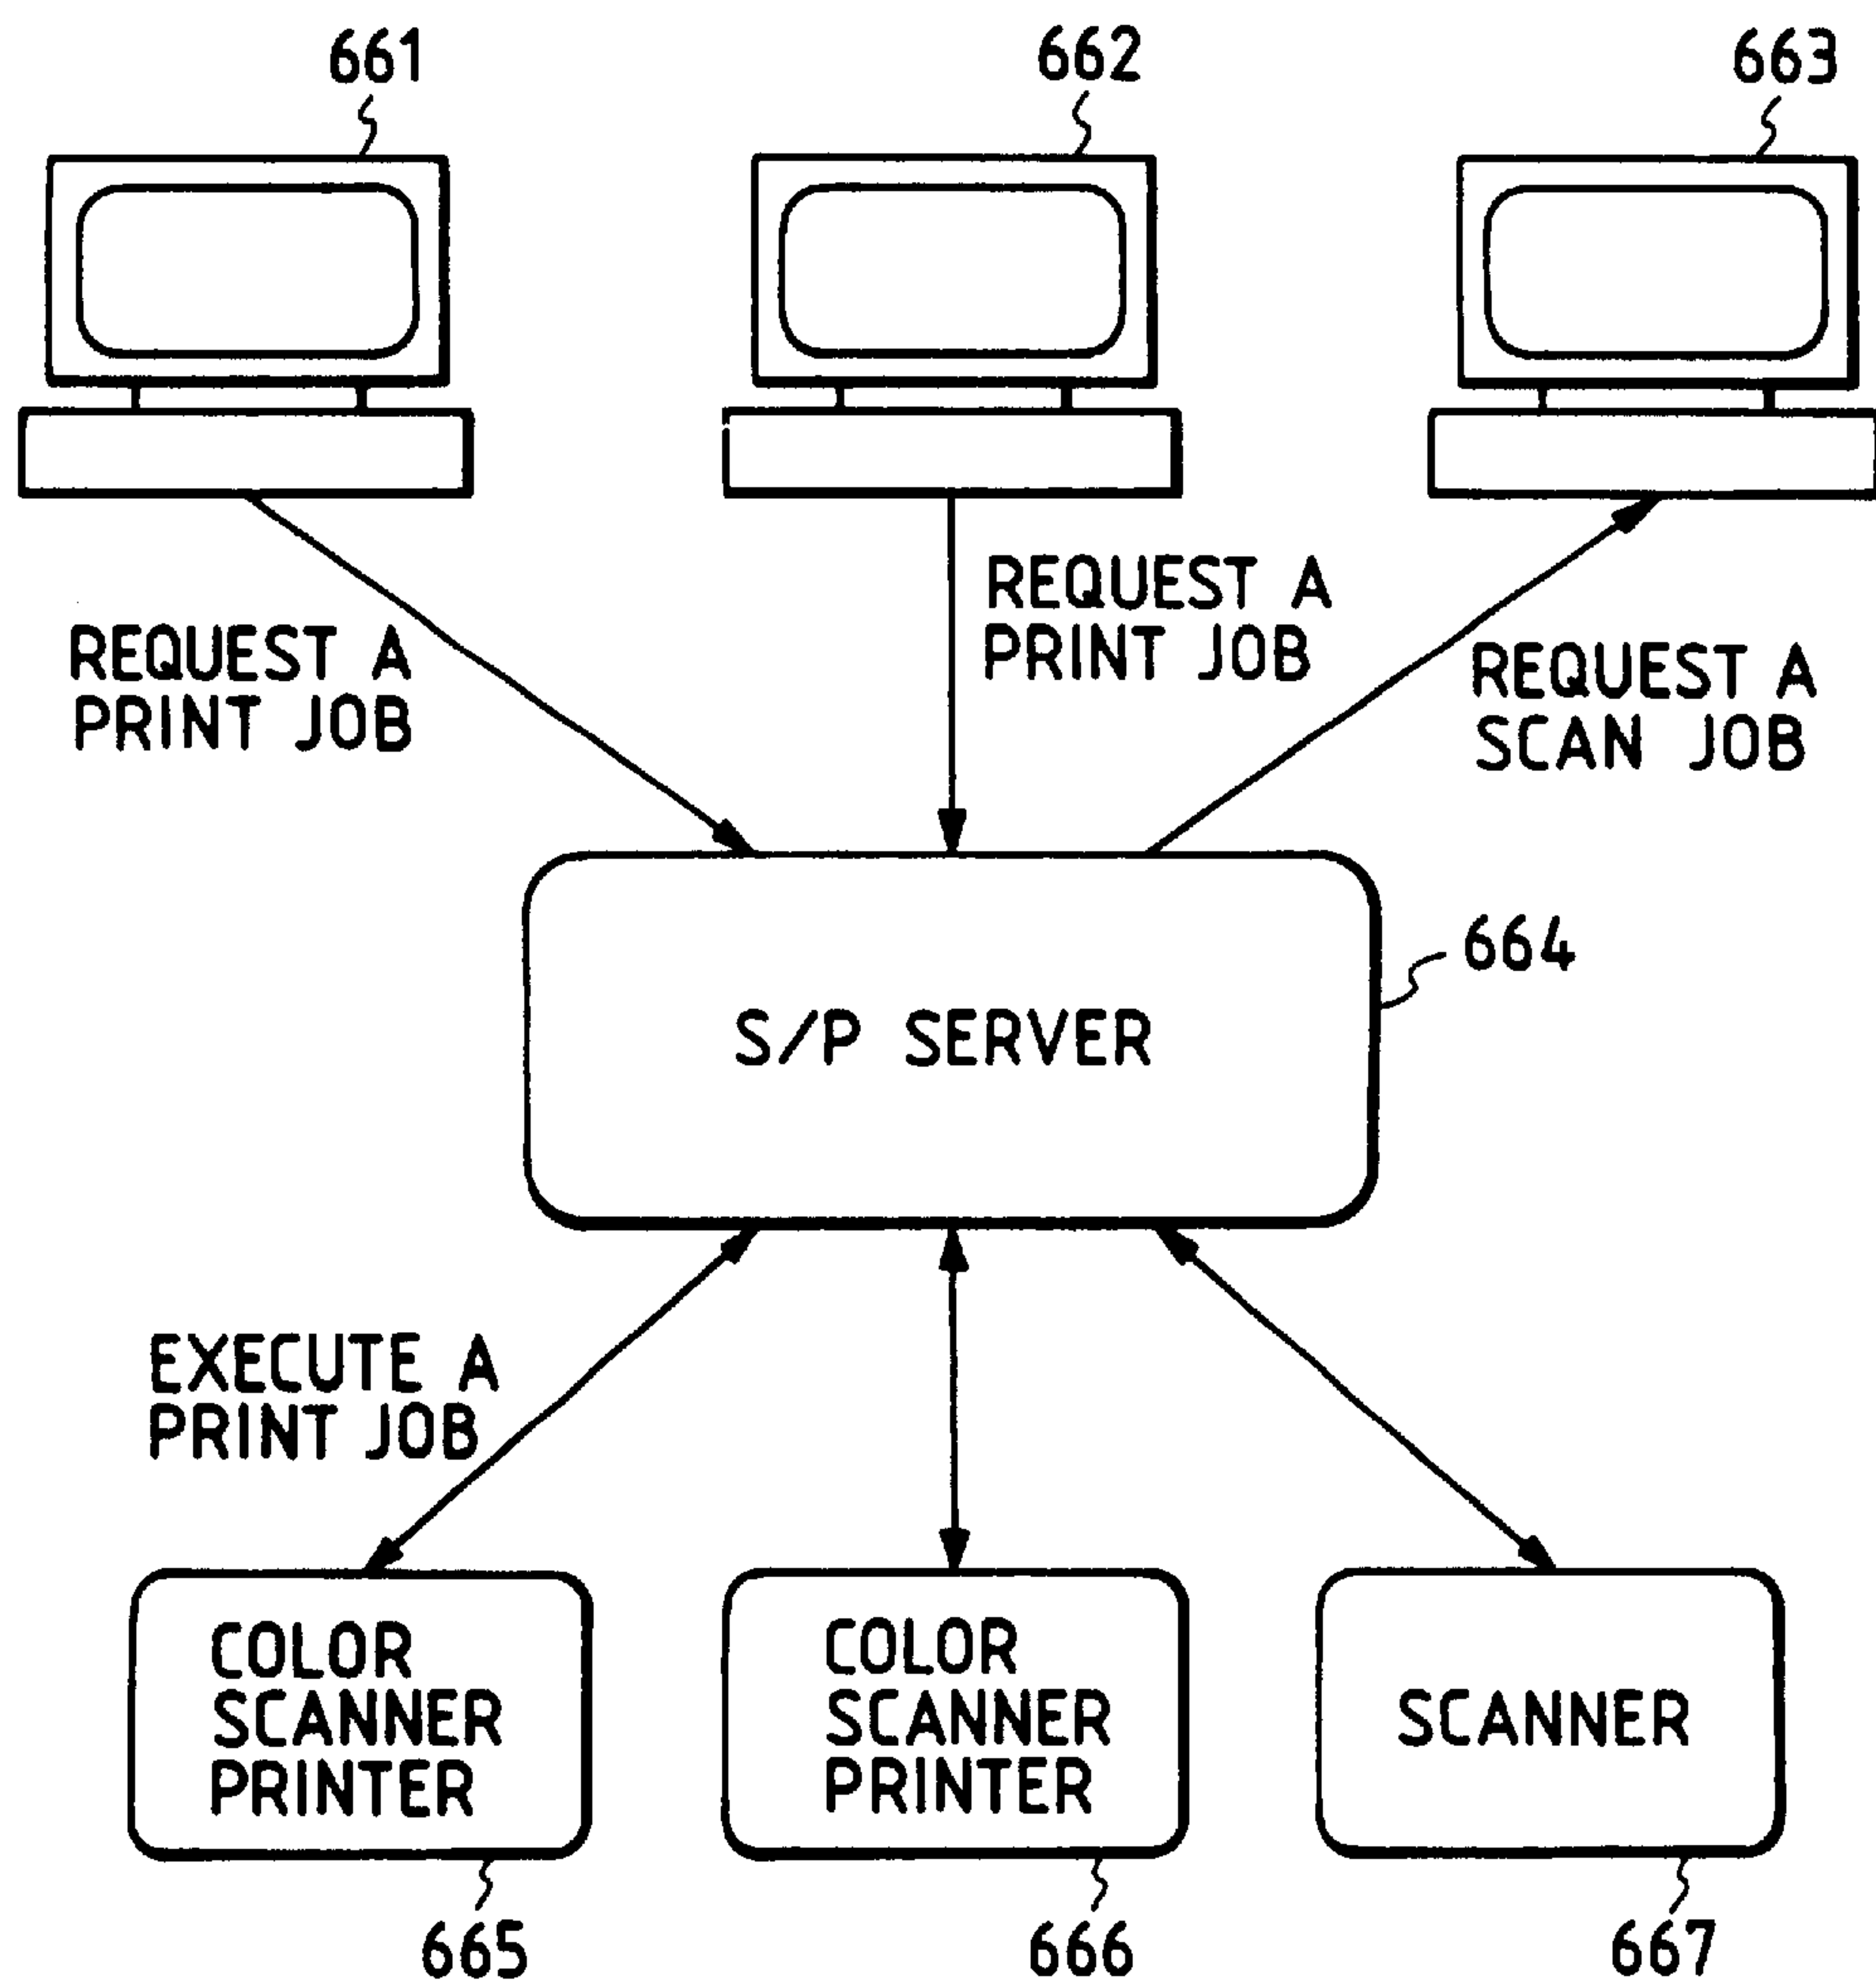 661
662
663
REQUEST A
PRINT JOB
REQUEST A
PRINT JOB
REQUEST A
SCAN JOB
S/P SERVER
664
EXECUTE A
PRINT JOB
COLOR
SCANNER
PRINTER
COLOR
SCANNER
PRINTER
SCANNER
665
666
667